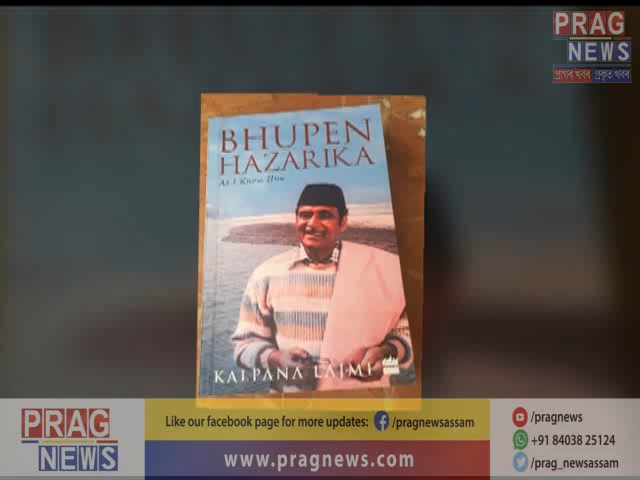 PRAG
NEWS
প্ৰাগৰ খবৰ প্ৰকৃত খবৰ
BHUPEN
HAZARIKA
As I Knew Him
KALPANA LAJMI
PRAG
NEWS
Like our facebook page for more updates: /pragnewsassam
www.pragnews.com
/pragnews
+91 84038 25124
/prag_newsassam